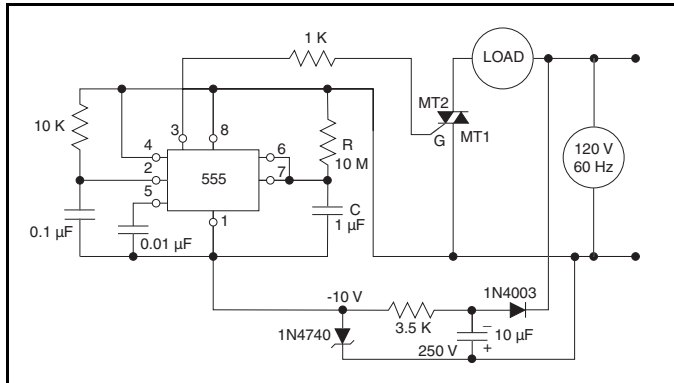 1 K
LOAD
MT2
10 K
3
8
G
MT1
4
6
R
120 V
60 Hz
2
555
7
10 M
5
C
1
1 µF
0.1 µF
0.01 µF
-10 V
1N4003
3.5 K
–
10 µF
1N4740
250 V
+